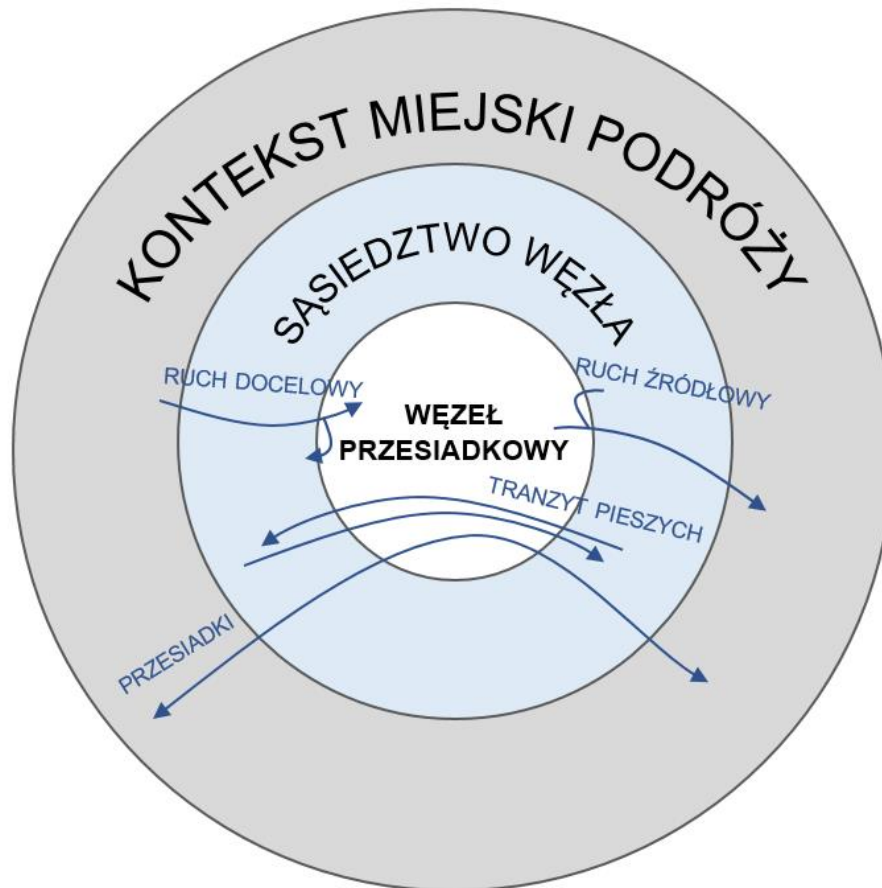 KONTEKST MIEJSKI PODRÓŻY
SĄSIEDZTWO WĘZŁA
RUCH DOCELOWY
RUCH ŹRÓDŁOWY
WĘZEŁ
PRZESIADKOWY
TRANZYT PIESZYCH
PRZESIADKI